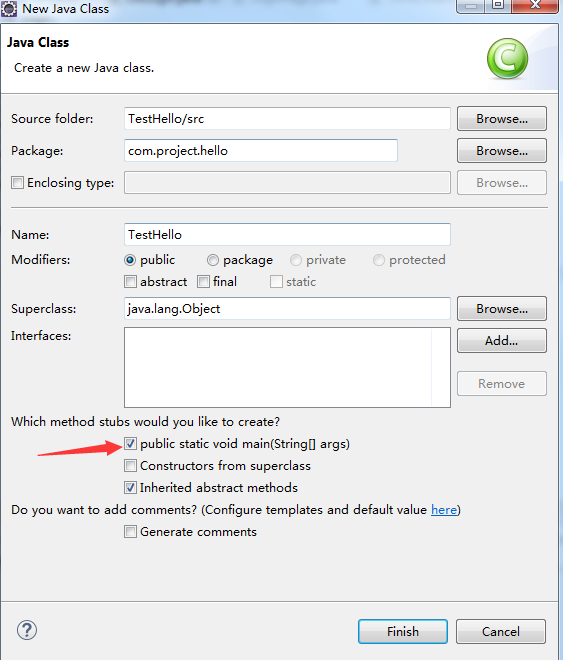 New Java Class
Java Class
Create a new Java class.
C
Source folder: TestHello/src Browse...
Package: com.project.hello Browse...
Enclosing type: Browse...
Name: TestHello
Modifiers: public package private protected
abstract final static
Superclass: java.lang.Object Browse...
Interfaces: Add...
Remove
Which method stubs would you like to create?
public static void main(String[] args)
Constructors from superclass
Inherited abstract methods
Do you want to add comments? (Configure templates and default value here)
Generate comments
? Finish Cancel